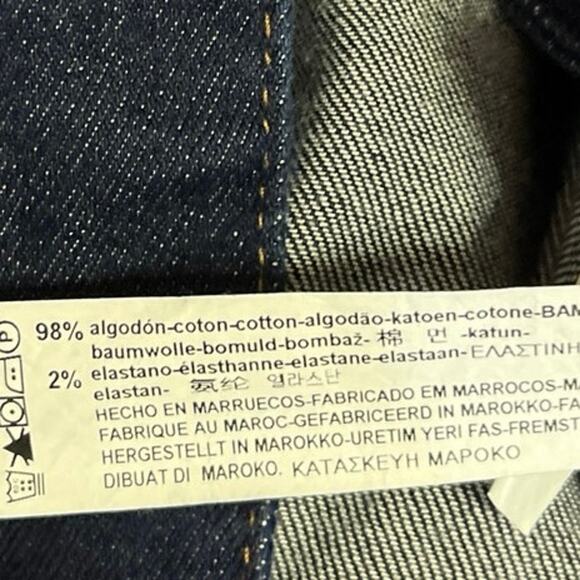 98% algodón-coton-cotton-algodão-katoen-cotone-BAM
baumwolle-bomuld-bombaž- 棉 면 -katun-
2% elastano-élasthanne-elastane-elastaan-ΕΛΑΣΤΙΝΗ
elastan- 氨纶 엘라스탄
HECHO EN MARRUECOS-FABRICADO EM MARROCOS-M
FABRIQUE AU MAROC-GEFABRICEERD IN MAROKKO-FA
HERGESTELLT IN MAROKKO-URETIM YERI FAS-FREMST
DIBUAT DI MAROKO. ΚΑΤΑΣΚΕΥΗ ΜΑΡΟΚΟ
P